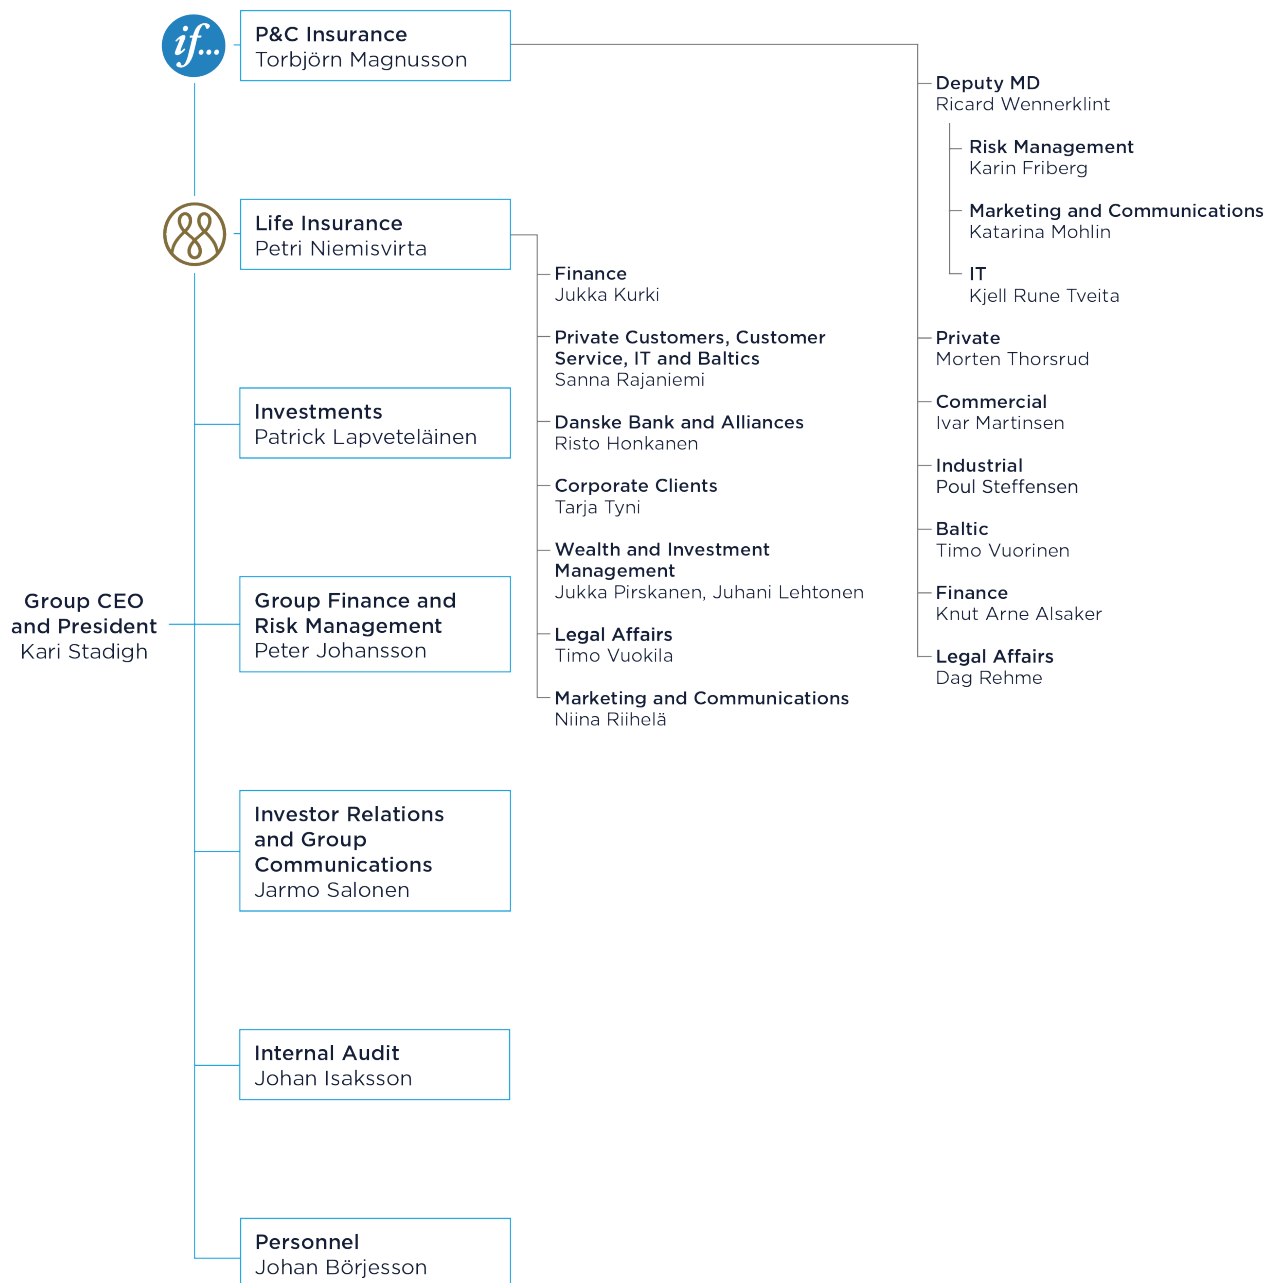 if...
P&C Insurance
Torbjörn Magnusson
Life Insurance
Petri Niemisvirta
Investments
Patrick Lapveteläinen
Group CEO
and President
Kari Stadigh
Group Finance and
Risk Management
Peter Johansson
Investor Relations
and Group
Communications
Jarmo Salonen
Internal Audit
Johan Isaksson
Personnel
Johan Börjesson
Finance
Jukka Kurki
Private Customers, Customer
Service, IT and Baltics
Sanna Rajaniemi
Danske Bank and Alliances
Risto Honkanen
Corporate Clients
Tarja Tyni
Wealth and Investment
Management
Jukka Pirskanen, Juhani Lehtonen
Legal Affairs
Timo Vuokila
Marketing and Communications
Niina Riihelä
Deputy MD
Ricard Wennerklint
Risk Management
Karin Friberg
Marketing and Communications
Katarina Mohlin
IT
Kjell Rune Tveita
Private
Morten Thorsrud
Commercial
Ivar Martinsen
Industrial
Poul Steffensen
Baltic
Timo Vuorinen
Finance
Knut Arne Alsaker
Legal Affairs
Dag Rehme